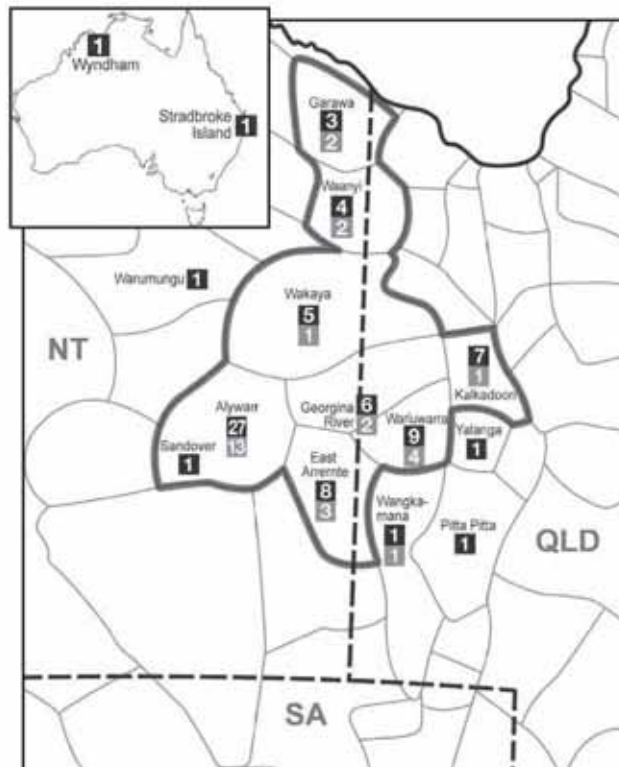 1
Wyndham
Stradbroke
Island
1
Garawa
3
2
Waanyi
4
2
Warumungu 1
Wakaya
5
1
NT
7
1
Kalkadoon
Alywarr
27
13
Georgina
River
6
2
Warluwarra
9
4
Yalanga
1
Sandover
1
East
Arrernte
8
3
Wangka-
mana
1
1
Pitta Pitta
1
QLD
SA